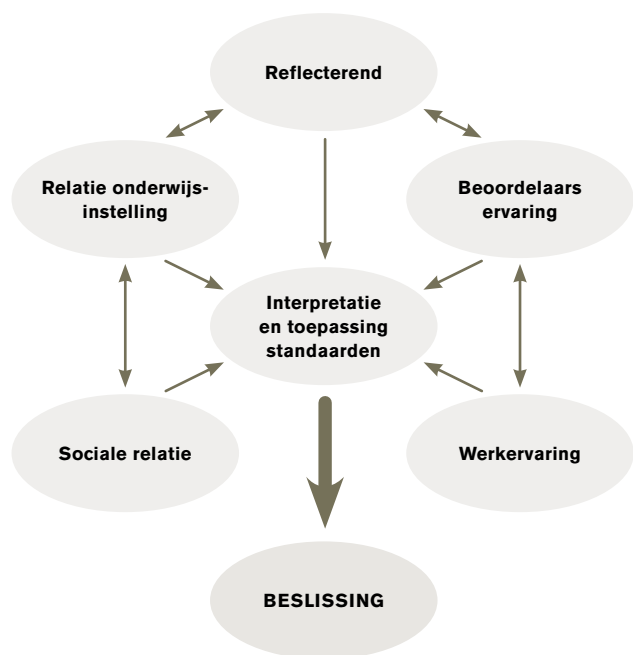 Reflecterend
Relatie onderwijs-
instelling
Beoordelaars
ervaring
Interpretatie
en toepassing
standaarden
Sociale relatie
Werkervaring
BESLISSING